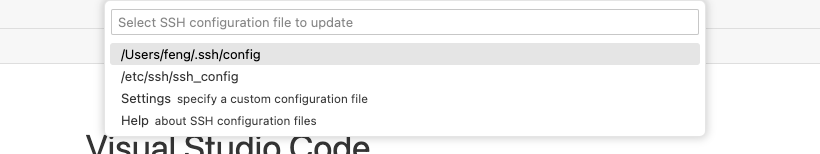 Select SSH configuration file to update
/Users/feng/.ssh/config
/etc/ssh/ssh_config
Settings specify a custom configuration file
Help about SSH configuration files
Visual Studio Code